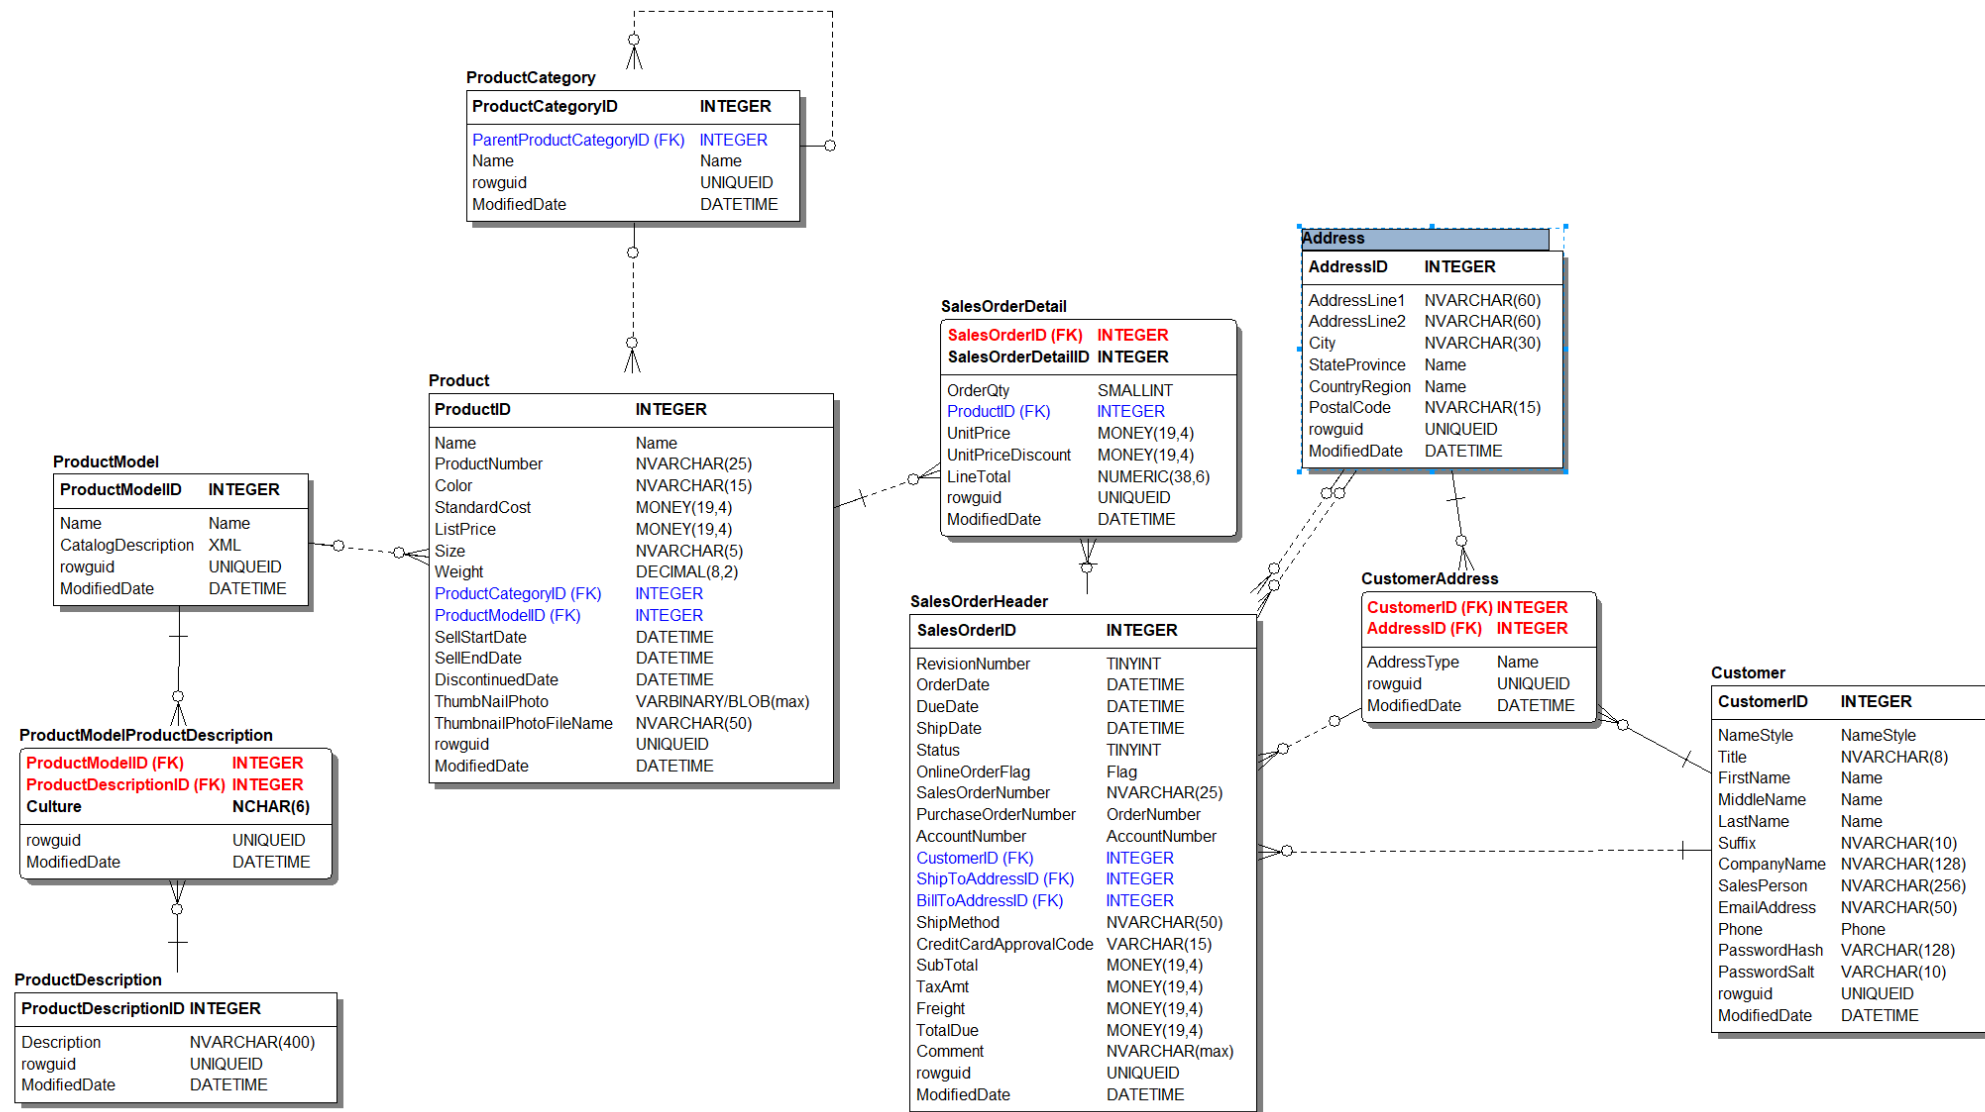 ProductCategory
ProductCategoryID INTEGER
ParentProductCategoryID (FK) INTEGER
Name Name
rowguid UNIQUEID
ModifiedDate DATETIME
Address
AddressID INTEGER
AddressLine1 NVARCHAR(60)
AddressLine2 NVARCHAR(60)
City NVARCHAR(30)
StateProvince Name
CountryRegion Name
PostalCode NVARCHAR(15)
rowguid UNIQUEID
ModifiedDate DATETIME
SalesOrderDetail
SalesOrderID (FK) INTEGER
SalesOrderDetailID INTEGER
OrderQty SMALLINT
ProductID (FK) INTEGER
UnitPrice MONEY(19,4)
UnitPriceDiscount MONEY(19,4)
LineTotal NUMERIC(38,6)
rowguid UNIQUEID
ModifiedDate DATETIME
Product
ProductID INTEGER
Name Name
ProductNumber NVARCHAR(25)
Color NVARCHAR(15)
StandardCost MONEY(19,4)
ListPrice MONEY(19,4)
Size NVARCHAR(5)
Weight DECIMAL(8,2)
ProductCategoryID (FK) INTEGER
ProductModelID (FK) INTEGER
SellStartDate DATETIME
SellEndDate DATETIME
DiscontinuedDate DATETIME
ThumbNailPhoto VARBINARY/BLOB(max)
ThumbnailPhotoFileName NVARCHAR(50)
rowguid UNIQUEID
ModifiedDate DATETIME
ProductModel
ProductModelID INTEGER
Name Name
CatalogDescription XML
rowguid UNIQUEID
ModifiedDate DATETIME
CustomerAddress
CustomerID (FK) INTEGER
AddressID (FK) INTEGER
AddressType Name
rowguid UNIQUEID
ModifiedDate DATETIME
SalesOrderHeader
SalesOrderID INTEGER
RevisionNumber TINYINT
OrderDate DATETIME
DueDate DATETIME
ShipDate DATETIME
Status TINYINT
OnlineOrderFlag Flag
SalesOrderNumber NVARCHAR(25)
PurchaseOrderNumber OrderNumber
AccountNumber AccountNumber
CustomerID (FK) INTEGER
ShipToAddressID (FK) INTEGER
BillToAddressID (FK) INTEGER
ShipMethod NVARCHAR(50)
CreditCardApprovalCode VARCHAR(15)
SubTotal MONEY(19,4)
TaxAmt MONEY(19,4)
Freight MONEY(19,4)
TotalDue MONEY(19,4)
Comment NVARCHAR(max)
rowguid UNIQUEID
ModifiedDate DATETIME
Customer
CustomerID INTEGER
NameStyle NameStyle
Title NVARCHAR(8)
FirstName Name
MiddleName Name
LastName Name
Suffix NVARCHAR(10)
CompanyName NVARCHAR(128)
SalesPerson NVARCHAR(256)
EmailAddress NVARCHAR(50)
Phone Phone
PasswordHash VARCHAR(128)
PasswordSalt VARCHAR(10)
rowguid UNIQUEID
ModifiedDate DATETIME
ProductModelProductDescription
ProductModelID (FK) INTEGER
ProductDescriptionID (FK) INTEGER
Culture NCHAR(6)
rowguid UNIQUEID
ModifiedDate DATETIME
ProductDescription
ProductDescriptionID INTEGER
Description NVARCHAR(400)
rowguid UNIQUEID
ModifiedDate DATETIME